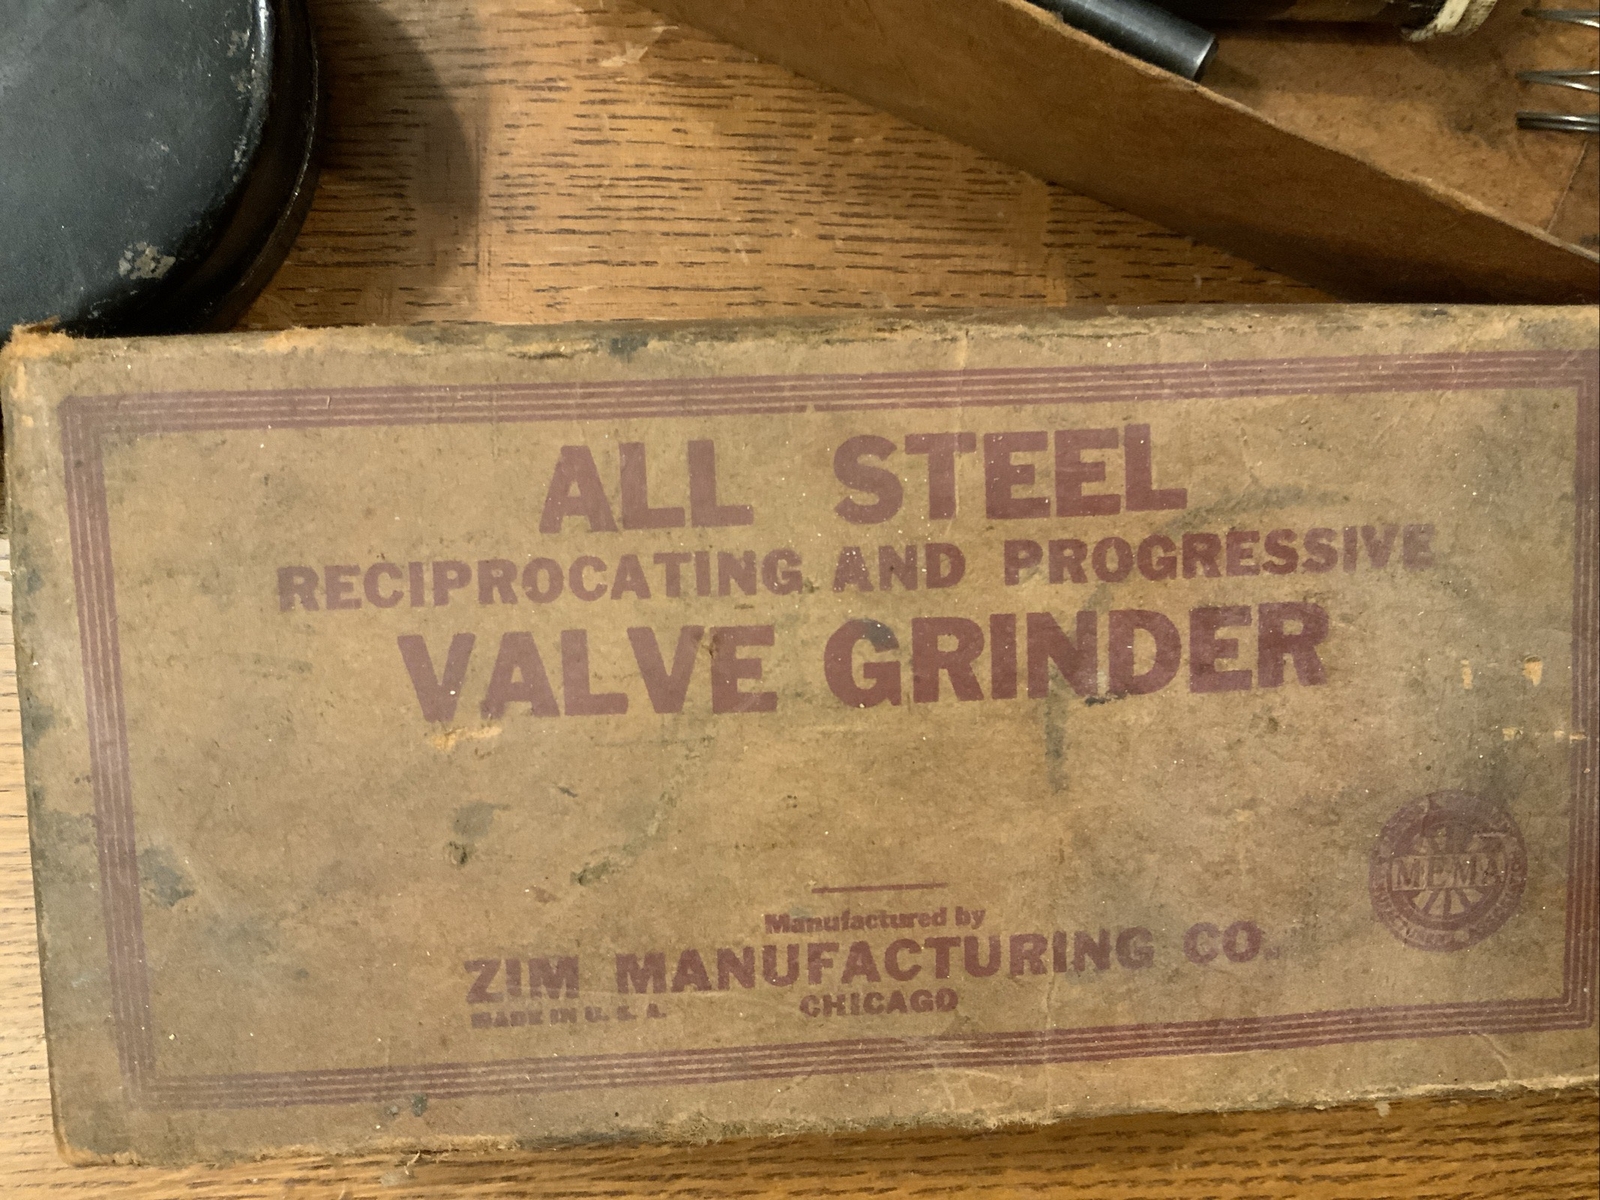 ALL STEEL
RECIPROCATING AND PROGRESSIVE
VALVE GRINDER
MEMA
Manufactured by
ZIM MANUFACTURING CO.
MADE IN U. S. A.
CHICAGO